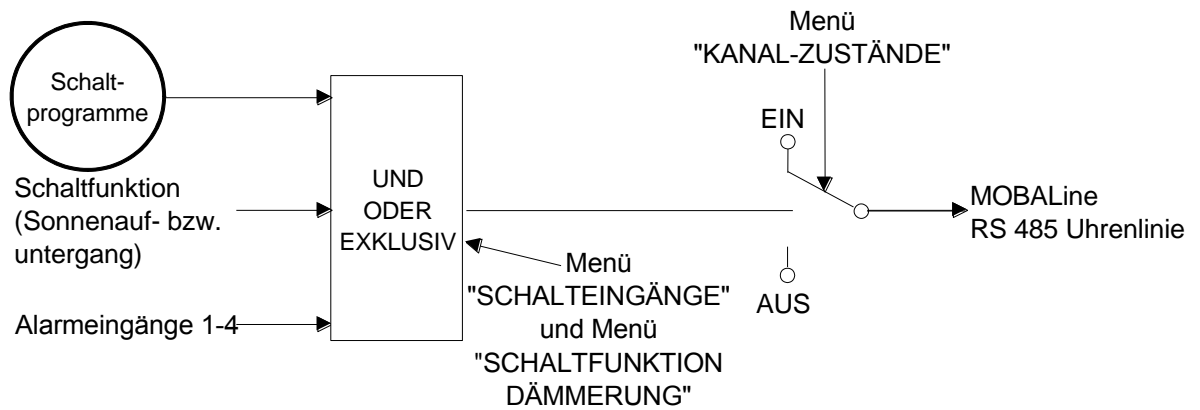 Menü
"KANAL-ZUSTÄNDE"
Schalt-
programme
EIN
UND
ODER
EXKLUSIV
Schaltfunktion
(Sonnenauf- bzw.
untergang)
MOBALine
RS 485 Uhrenlinie
Menü
"SCHALTEINGÄNGE"
und Menü
"SCHALTFUNKTION
DÄMMERUNG"
AUS
Alarmeingänge 1-4